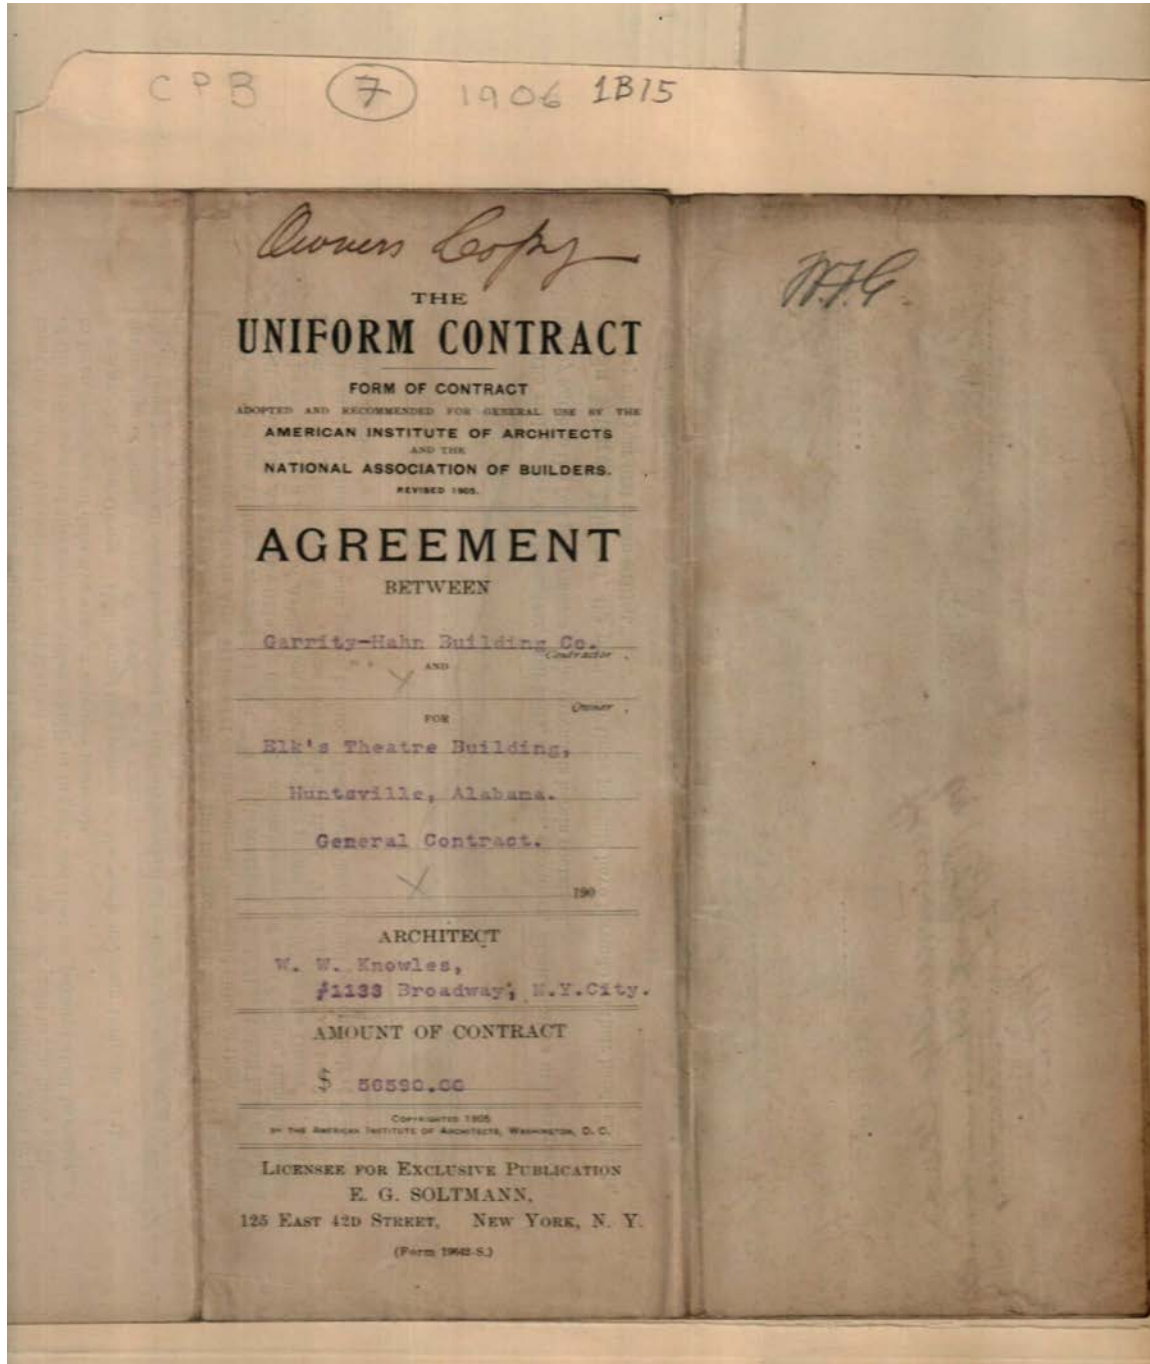 CPB 7 1906 1B15
Owners Copy
W.F.G.
THE
UNIFORM CONTRACT
FORM OF CONTRACT
ADOPTED AND RECOMMENDED FOR GENERAL USE BY THE
AMERICAN INSTITUTE OF ARCHITECTS
AND THE
NATIONAL ASSOCIATION OF BUILDERS.
REVISED 1905.
AGREEMENT
BETWEEN
Garrity-Hahn Building Co.
Contractor .
AND
Owner .
FOR
Elk's Theatre Building,
Huntsville, Alabama.
General Contract.
190
ARCHITECT
W. W. Knowles,
#1133 Broadway, N.Y.City.
AMOUNT OF CONTRACT
$ 56590.00
COPYRIGHTED 1905
BY THE AMERICAN INSTITUTE OF ARCHITECTS, WASHINGTON, D. C.
LICENSEE FOR EXCLUSIVE PUBLICATION
E. G. SOLTMANN,
125 EAST 42D STREET, NEW YORK, N. Y.
(Form 19642-S.)